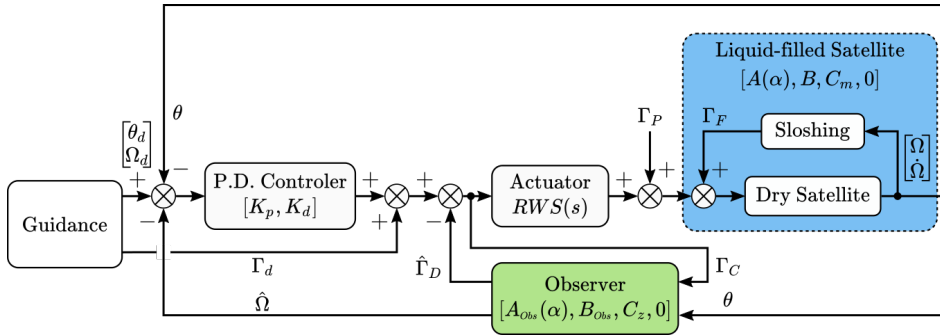 Liquid-filled Satellite
[A(α), B, C_m, 0]
θ
Γ_P
Γ_F
Sloshing
[θ_d
Ω_d]
[Ω
Ω̇]
−
+
P.D. Controler
[K_p, K_d]
+
+
Actuator
RWS(s)
+
+
+
+
Dry Satellite
Guidance
−
+
−
Γ_d
Γ̂_D
Γ_C
Observer
[A_Obs(α), B_Obs, C_z, 0]
Ω̂
θ